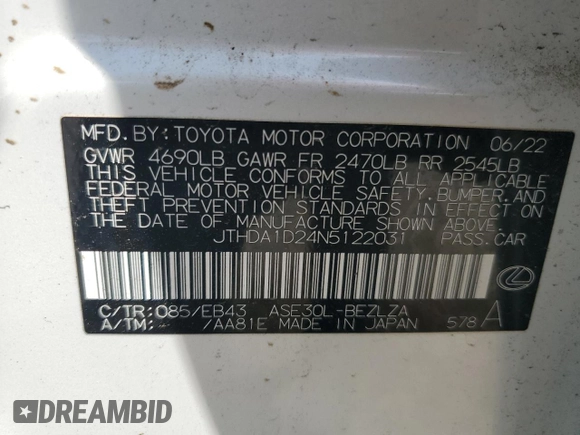 MFD. BY: TOYOTA MOTOR CORPORATION 06/22
GVWR 4690LB GAWR FR 2470LB RR 2545LB
THIS VEHICLE CONFORMS TO ALL APPLICABLE
FEDERAL MOTOR VEHICLE SAFETY, BUMPER, AND
THEFT PREVENTION STANDARDS IN EFFECT ON
THE DATE OF MANUFACTURE SHOWN ABOVE.
JTHDA1D24N5122031 PASS.CAR
C/TR: 085/EB43 ASE30L-BEZLZA
A/TM: /AA81E MADE IN JAPAN 578 A
DREAMBID